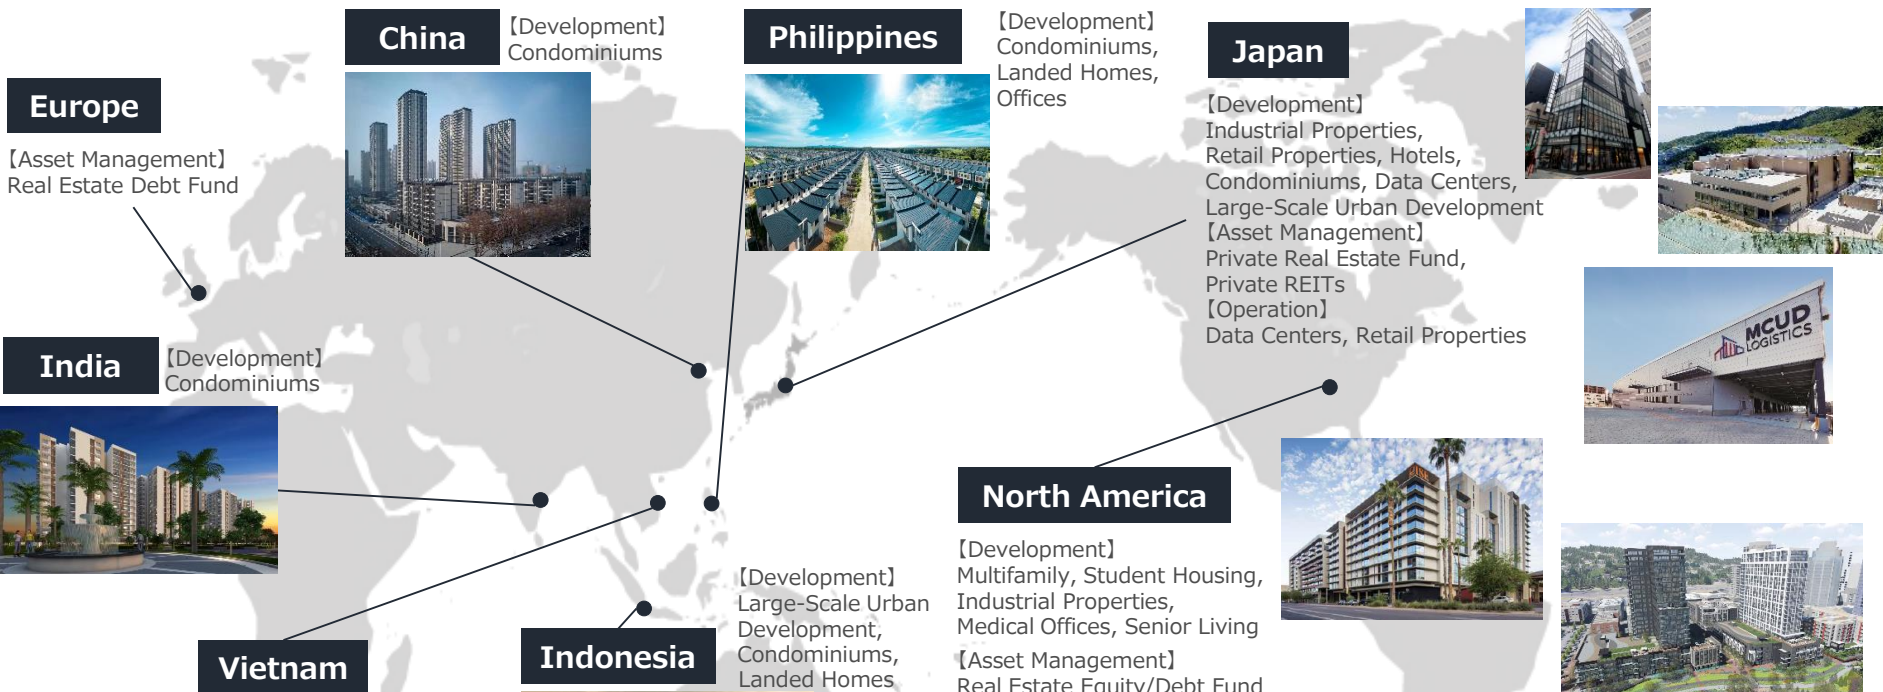 China
【Development】
Condominiums
Philippines
【Development】
Condominiums,
Landed Homes,
Offices
Japan
【Development】
Industrial Properties,
Retail Properties, Hotels,
Condominiums, Data Centers,
Large-Scale Urban Development
【Asset Management】
Private Real Estate Fund,
Private REITs
【Operation】
Data Centers, Retail Properties
Europe
【Asset Management】
Real Estate Debt Fund
India
【Development】
Condominiums
MCUD
LOGISTICS
North America
【Development】
Multifamily, Student Housing,
Industrial Properties,
Medical Offices, Senior Living
【Asset Management】
Real Estate Equity/Debt Fund
Vietnam
Indonesia
【Development】
Large-Scale Urban
Development,
Condominiums,
Landed Homes